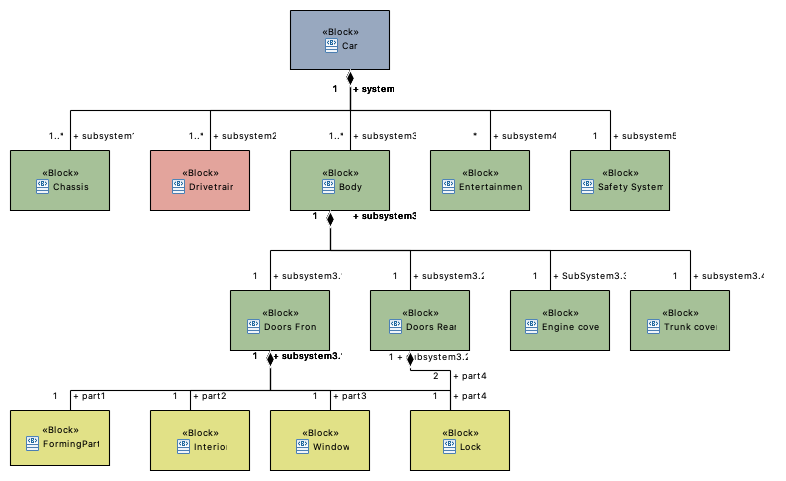 «Block»
Car
1 + system
1..* + subsystem1
1..* + subsystem2
1..* + subsystem3
* + subsystem4
1 + subsystem5
«Block»
Chassis
«Block»
Drivetrair
«Block»
Body
«Block»
Entertainmen
«Block»
Safety System
1 + subsystem3
1 + subsystem3.
1 + subsystem3.2
1 + SubSystem3.3
1 + subsystem3.4
«Block»
Doors Fron
«Block»
Doors Rear
«Block»
Engine cove
«Block»
Trunk cover
1 + subsystem3.
1 + subsystem3.2
2 + part4
1 + part1
1 + part2
1 + part3
1 + part4
«Block»
FormingPart
«Block»
Interior
«Block»
Window
«Block»
Lock